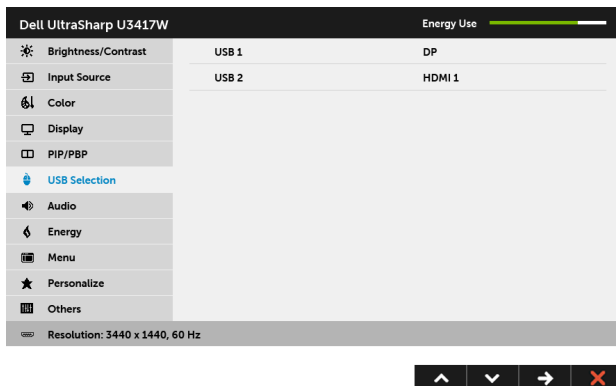 Dell UltraSharp U3417W Energy Use
Brightness/Contrast USB 1 DP
Input Source USB 2 HDMI 1
Color
Display
PIP/PBP
USB Selection
Audio
Energy
Menu
Personalize
Others
Resolution: 3440 x 1440, 60 Hz